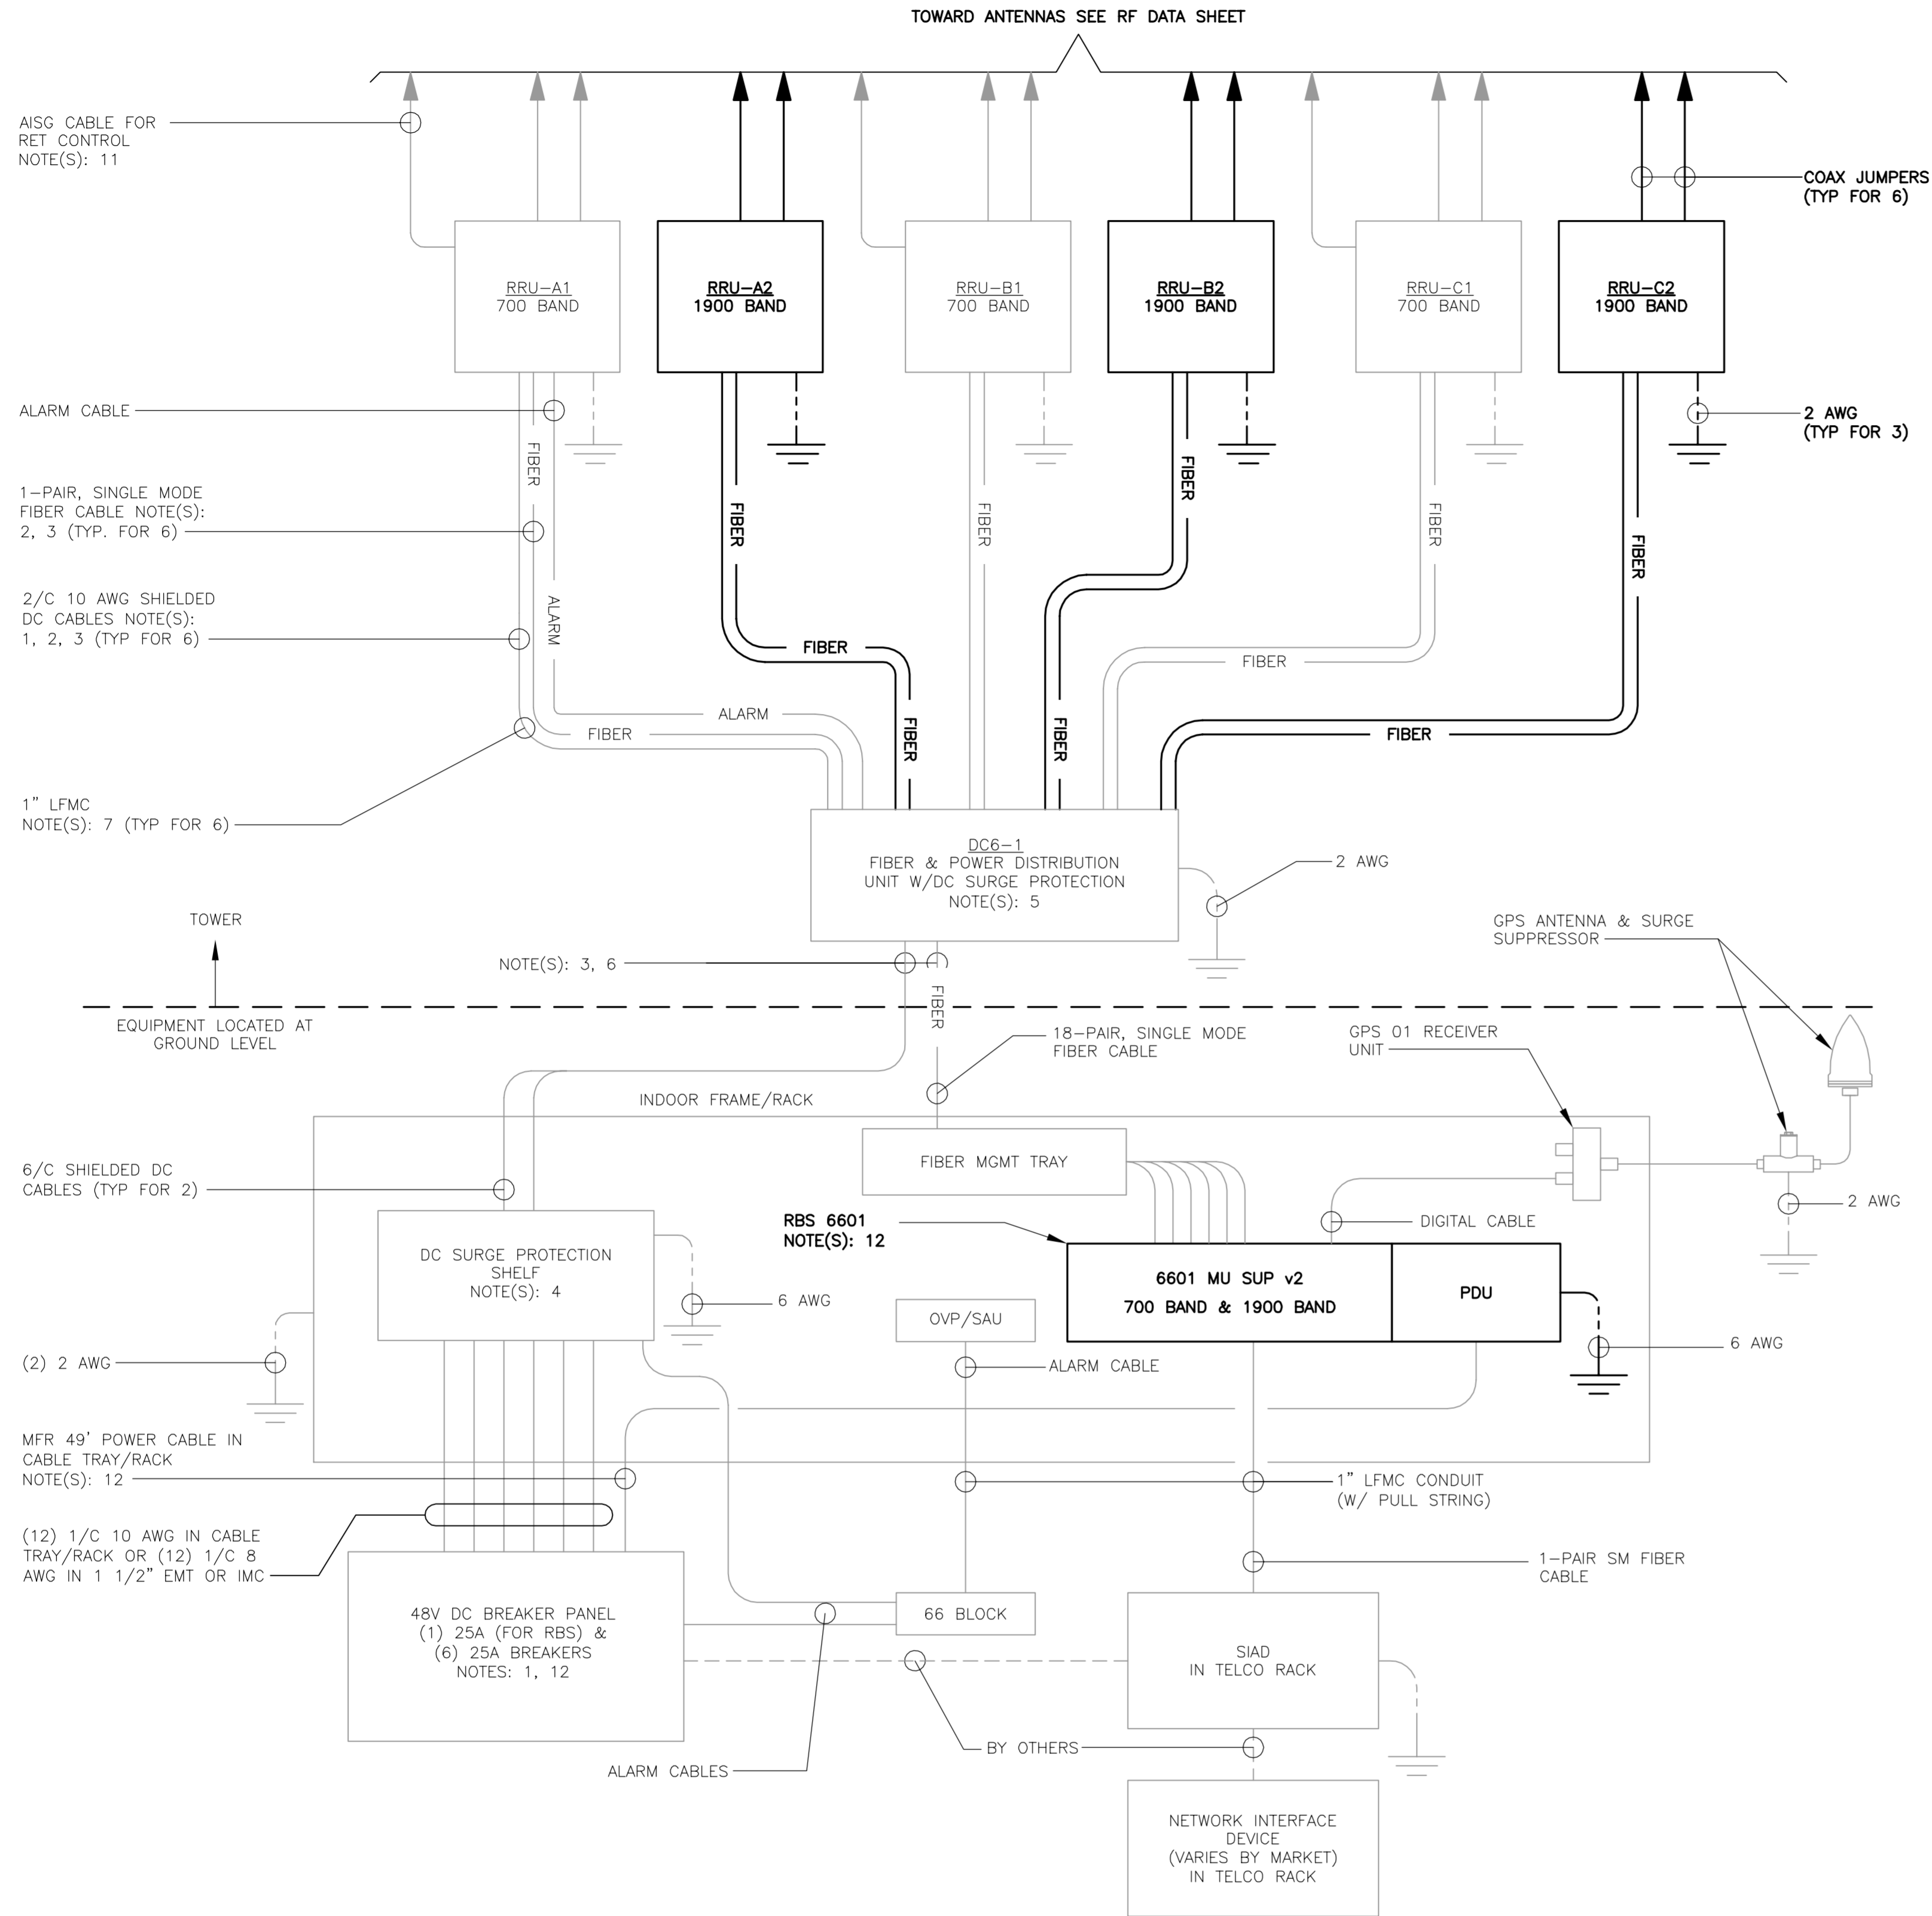 TOWARD ANTENNAS SEE RF DATA SHEET
AISG CABLE FOR
RET CONTROL
NOTE(S): 11
COAX JUMPERS
(TYP FOR 6)
RRU-A1
700 BAND
RRU-A2
1900 BAND
RRU-B1
700 BAND
RRU-B2
1900 BAND
RRU-C1
700 BAND
RRU-C2
1900 BAND
ALARM CABLE
2 AWG
(TYP FOR 3)
FIBER
FIBER
FIBER
FIBER
FIBER
FIBER
1-PAIR, SINGLE MODE
FIBER CABLE NOTE(S):
2, 3 (TYP. FOR 6)
2/C 10 AWG SHIELDED
DC CABLES NOTE(S):
1, 2, 3 (TYP FOR 6)
ALARM
FIBER
FIBER
ALARM
FIBER
FIBER
FIBER
FIBER
1" LFMC
NOTE(S): 7 (TYP FOR 6)
DC6-1
FIBER & POWER DISTRIBUTION
UNIT W/DC SURGE PROTECTION
NOTE(S): 5
2 AWG
TOWER
GPS ANTENNA & SURGE
SUPPRESSOR
NOTE(S): 3, 6
FIBER
EQUIPMENT LOCATED AT
GROUND LEVEL
18-PAIR, SINGLE MODE
FIBER CABLE
GPS 01 RECEIVER
UNIT
INDOOR FRAME/RACK
FIBER MGMT TRAY
6/C SHIELDED DC
CABLES (TYP FOR 2)
2 AWG
RBS 6601
NOTE(S): 12
DIGITAL CABLE
DC SURGE PROTECTION
SHELF
NOTE(S): 4
6601 MU SUP v2
700 BAND & 1900 BAND
PDU
6 AWG
OVP/SAU
6 AWG
(2) 2 AWG
ALARM CABLE
MFR 49' POWER CABLE IN
CABLE TRAY/RACK
NOTE(S): 12
1" LFMC CONDUIT
(W/ PULL STRING)
(12) 1/C 10 AWG IN CABLE
TRAY/RACK OR (12) 1/C 8
AWG IN 1 1/2" EMT OR IMC
1-PAIR SM FIBER
CABLE
48V DC BREAKER PANEL
(1) 25A (FOR RBS) &
(6) 25A BREAKERS
NOTES: 1, 12
66 BLOCK
SIAD
IN TELCO RACK
BY OTHERS
ALARM CABLES
NETWORK INTERFACE
DEVICE
(VARIES BY MARKET)
IN TELCO RACK